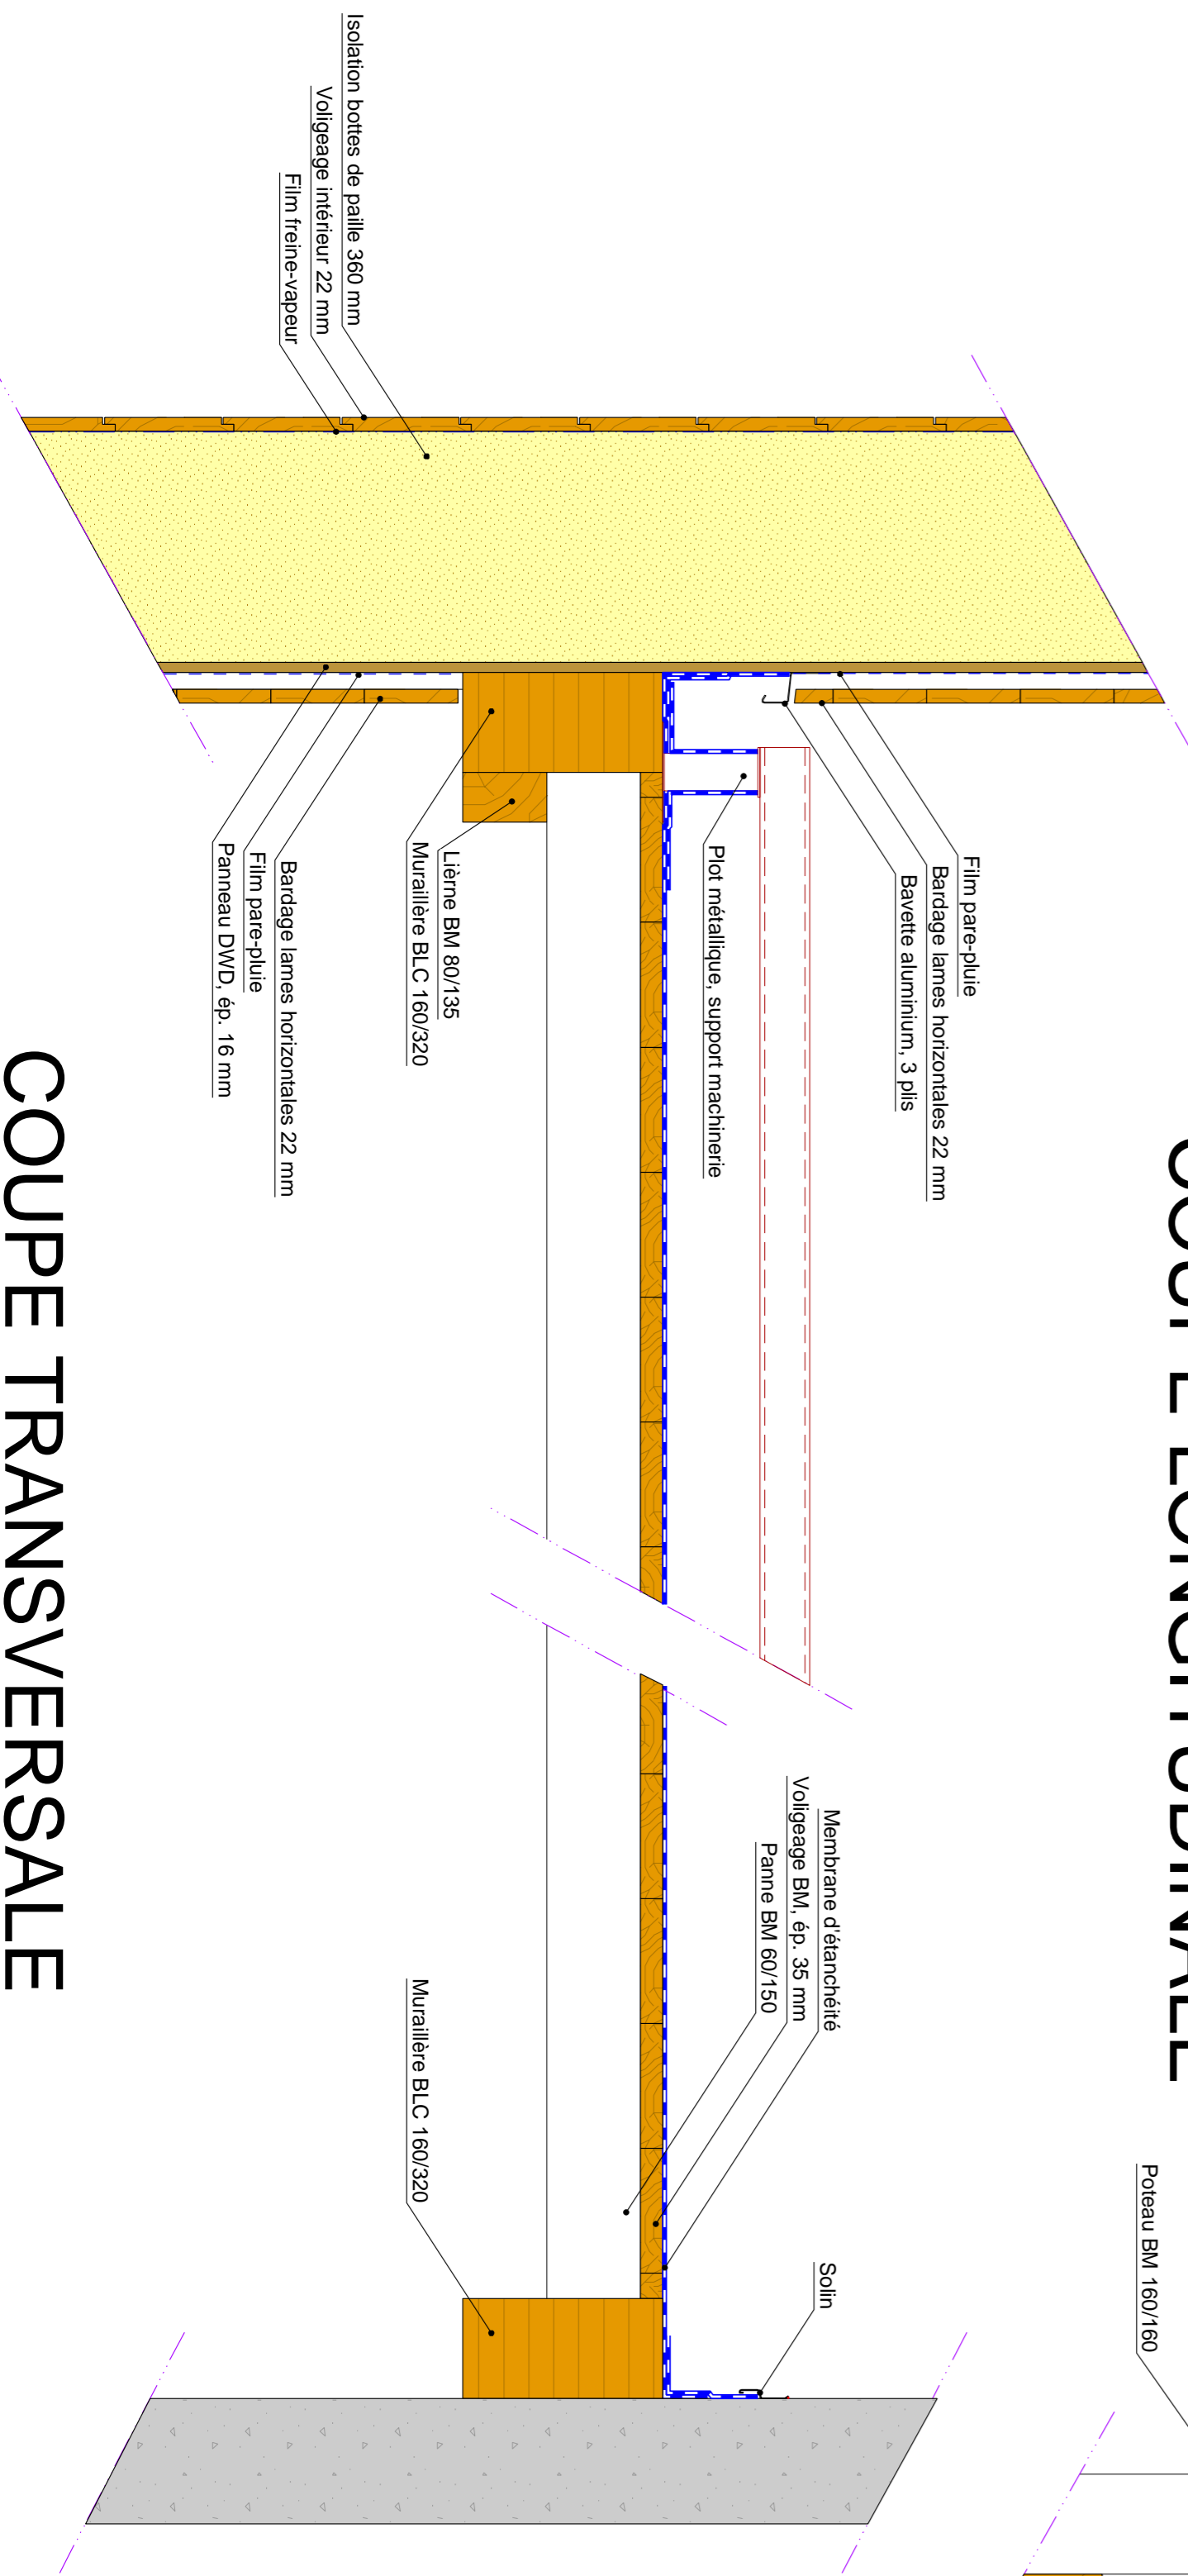 COUPE LONGITUDINALE
Poteau BM 160/160
Film pare-pluie
Bardage lames horizontales 22 mm
Bavette aluminium, 3 plis
Plot métallique, support machinerie
Membrane d'étanchéité
Voligeage BM, ép. 35 mm
Panne BM 60/150
Solin
Isolation bottes de paille 360 mm
Voligeage intérieur 22 mm
Film freine-vapeur
Lièrne BM 80/135
Muraillère BLC 160/320
Muraillère BLC 160/320
Bardage lames horizontales 22 mm
Film pare-pluie
Panneau DWD, ép. 16 mm
COUPE TRANSVERSALE